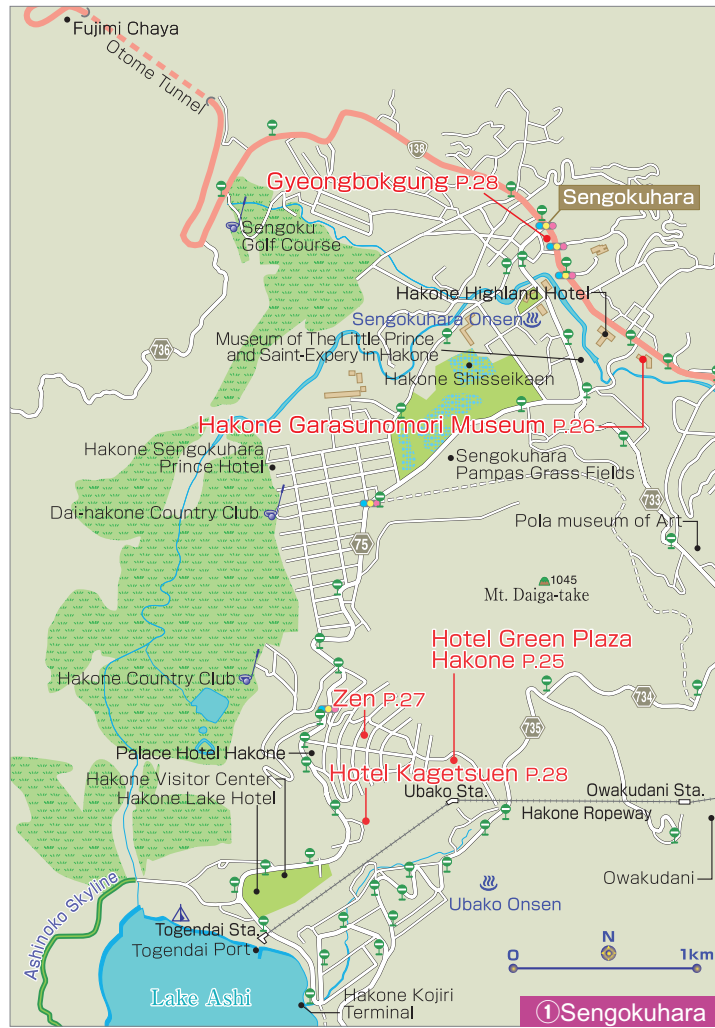 Fujimi Chaya
Otome Tunnel
138
Gyeongbokgung P.28
Sengokuhara
Sengoku
Golf Course
Hakone Highland Hotel
Sengokuhara Onsen
Museum of The Little Prince
and Saint-Expery in Hakone
736
Hakone Shisseikaen
Hakone Garasunomori Museum P.26
Hakone Sengokuhara
Prince Hotel
Sengokuhara
Pampas Grass Fields
733
Dai-hakone Country Club
75
Pola museum of Art
1045
Mt. Daiga-take
Hotel Green Plaza
Hakone P.25
Hakone Country Club
Zen P.27
734
735
Palace Hotel Hakone
Hotel Kagetsuen P.28
Hakone Visitor Center
Hakone Lake Hotel
Ubako Sta.
Owakudani Sta.
Hakone Ropeway
Owakudani
Ubako Onsen
Ashinoko Skyline
Togendai Sta.
Togendai Port
N
0
1km
Lake Ashi
Hakone Kojiri
Terminal
①Sengokuhara